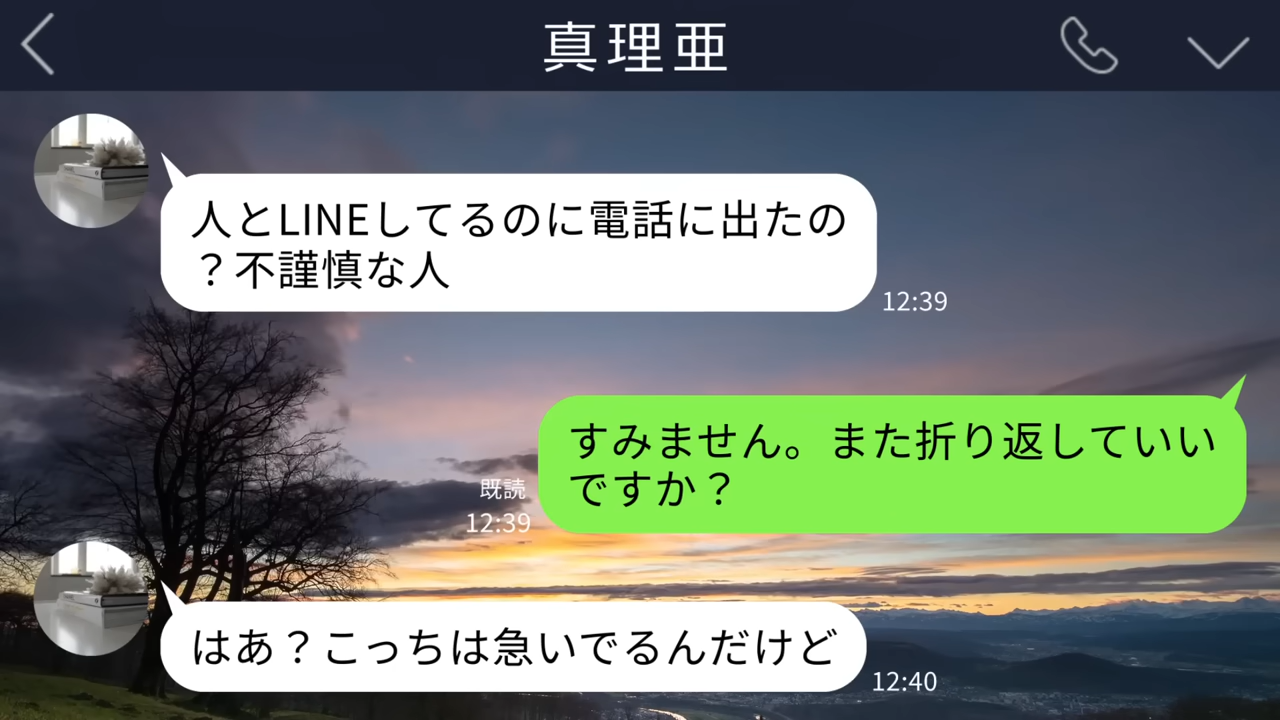 真理亜
人とLINEしてるのに電話に出たの
？不謹慎な人
12:39
すみません。また折り返していい
ですか？
既読
12:39
はあ？こっちは急いでるんだけど
12:40